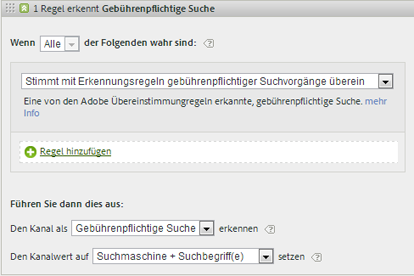 1 Regel erkennt Gebührenpflichtige Suche
Wenn Alle der Folgenden wahr sind:
Stimmt mit Erkennungsregeln gebührenpflichtiger Suchvorgänge überein
Eine von den Adobe Übereinstimmungregeln erkannte, gebührenpflichtige Suche. mehr
Info
Regel hinzufügen
Führen Sie dann dies aus:
Den Kanal als Gebührenpflichtige Suche erkennen
Den Kanalwert auf Suchmaschine + Suchbegriff(e) setzen